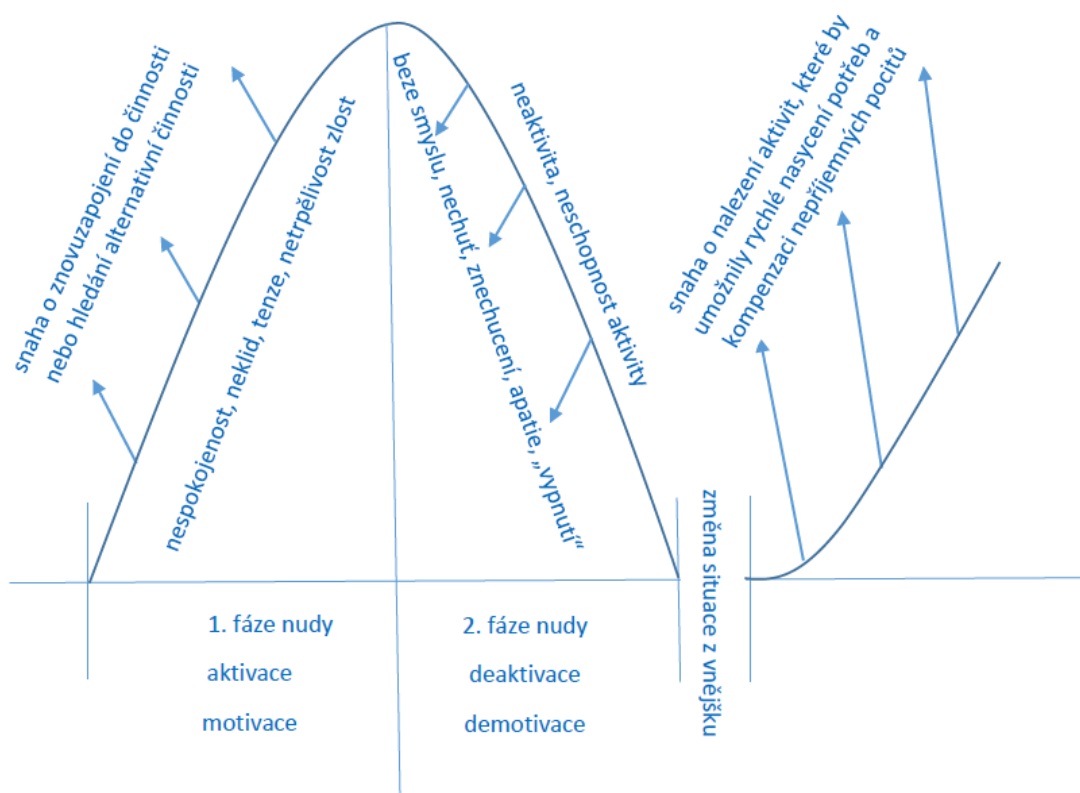 snaha o znovuzapojení do činnosti
nebo hledání alternativní činnosti
nespokojenost, neklid, tenze, netrpělivost zlost
beze smyslu, nechuť, znechucení, apatie, „vypnutí“
neaktivita, neschopnost aktivity
snaha o nalezení aktivit, které by
umožnily rychlé nasycení potřeb a
kompenzaci nepříjemných pocitů
změna situace z vnějšku
1. fáze nudy
aktivace
motivace
2. fáze nudy
deaktivace
demotivace